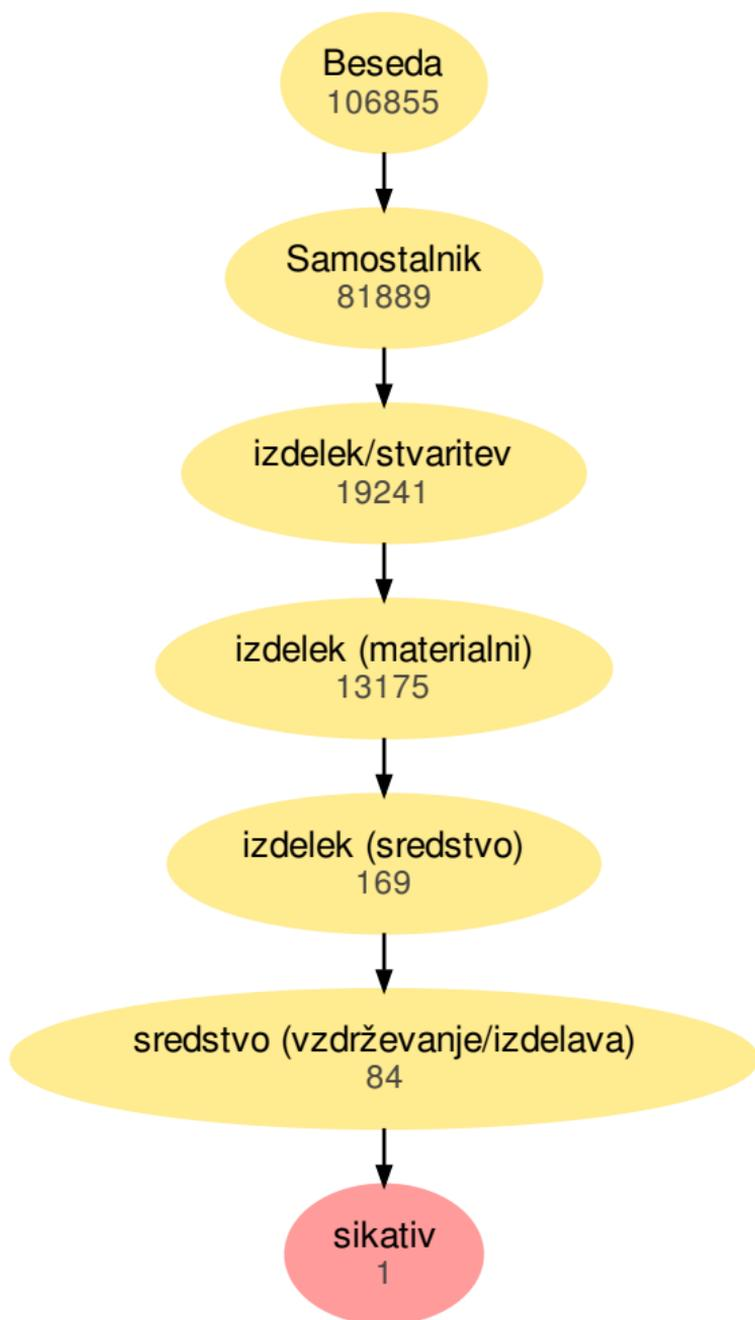 Beseda
106855
Samostalnik
81889
izdelek/stvaritev
19241
izdelek (materialni)
13175
izdelek (sredstvo)
169
sredstvo (vzdrževanje/izdelava)
84
sikativ
1